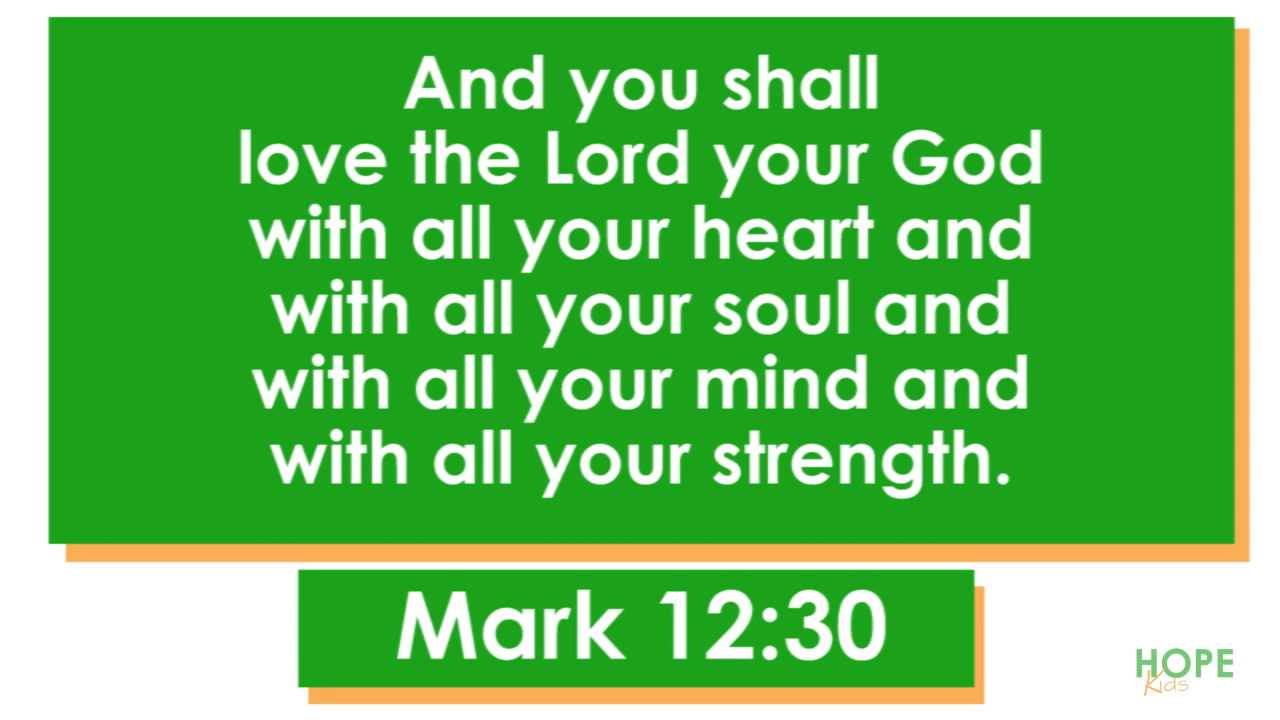 And you shall
love the Lord your God
with all your heart and
with all your soul and
with all your mind and
with all your strength.
Mark 12:30
HOPE
Kids